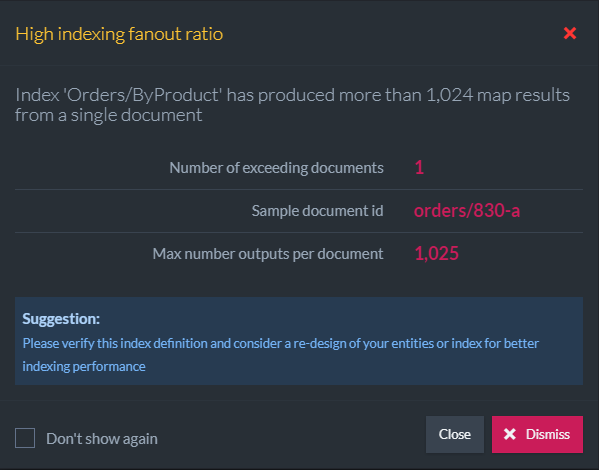 High indexing fanout ratio
Index 'Orders/ByProduct' has produced more than 1,024 map results
from a single document
Number of exceeding documents 1
Sample document id orders/830-a
Max number outputs per document 1,025
Suggestion:
Please verify this index definition and consider a re-design of your entities or index for better
indexing performance
Don't show again
Close
Dismiss